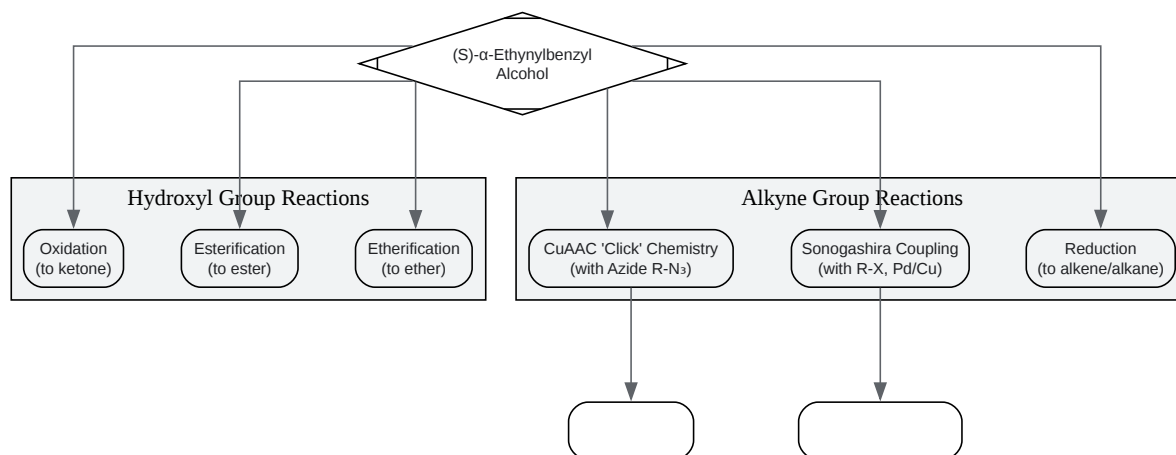 (S)-α-Ethynylbenzyl
Alcohol
Hydroxyl Group Reactions
Alkyne Group Reactions
Oxidation
(to ketone)
Esterification
(to ester)
Etherification
(to ether)
CuAAC 'Click' Chemistry
(with Azide R-N₃)
Sonogashira Coupling
(with R-X, Pd/Cu)
Reduction
(to alkene/alkane)